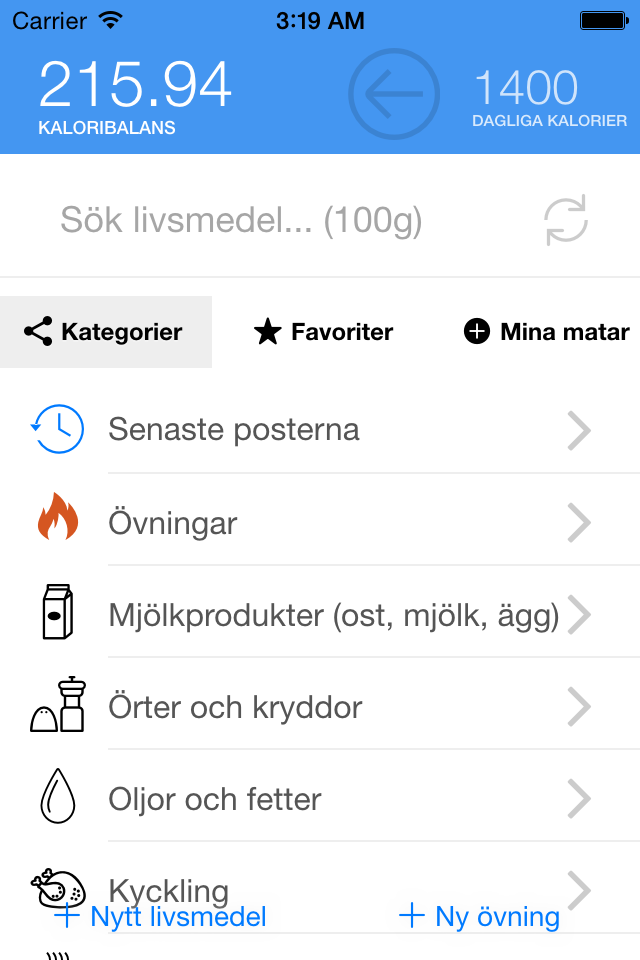 Carrier 3:19 AM
215.94 1400
KALORIBALANS DAGLIGA KALORIER
Sök livsmedel... (100g)
Kategorier Favoriter Mina matar
Senaste posterna
Övningar
Mjölkprodukter (ost, mjölk, ägg)
Örter och kryddor
Oljor och fetter
Kyckling
Nytt livsmedel Ny övning